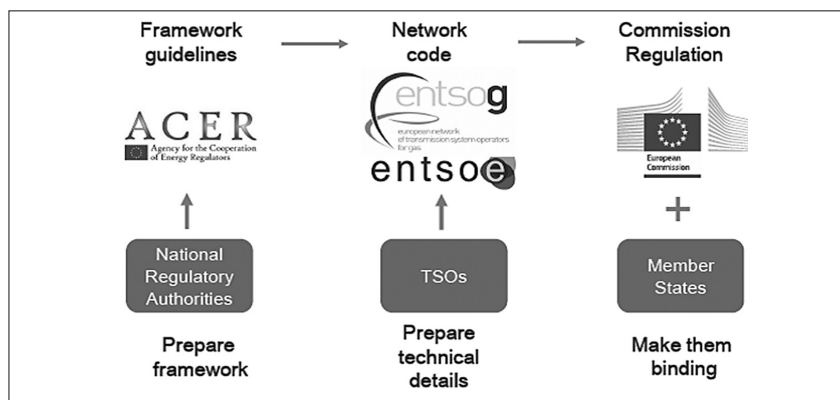 Framework
guidelines
Network
code
Commission
Regulation
ACER
Agency for the Cooperation
of Energy Regulators
entsog
european network
of transmission system operators
for gas
entsoe
European
Commission
National
Regulatory
Authorities
TSOs
Member
States
Prepare
framework
Prepare
technical
details
Make them
binding